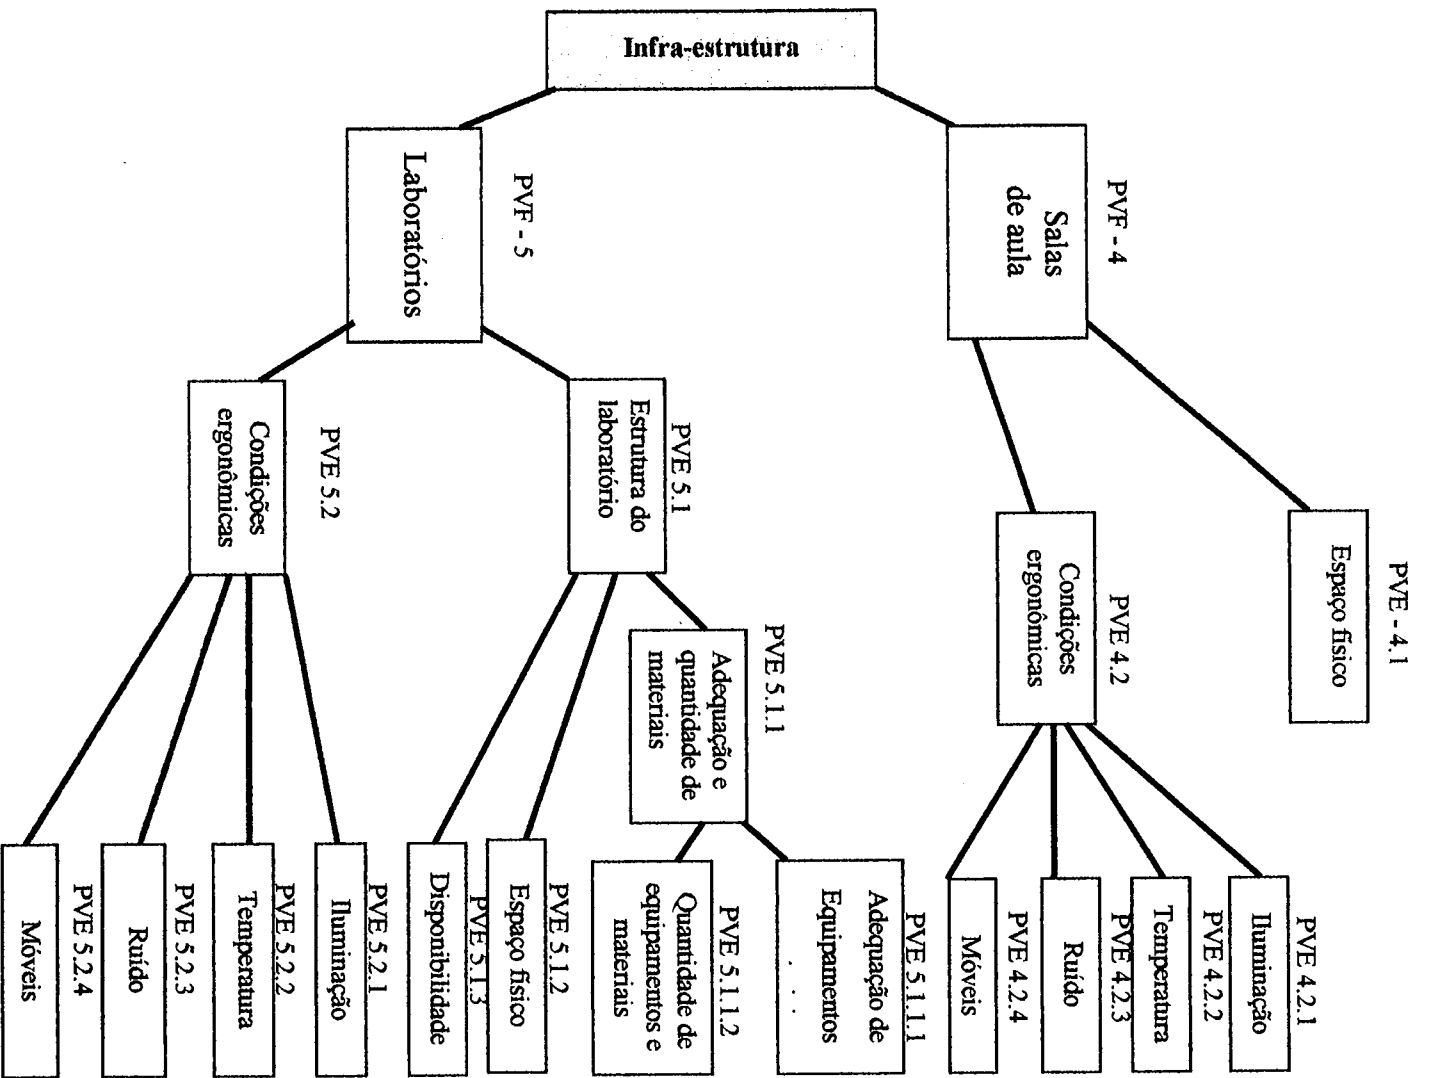 Infra-estrutura
PVF - 4
Salas
de aula
PVE - 4.1
Espaço físico
PVE 4.2
Condições
ergonômicas
PVE 4.2.1
Iluminação
PVE 4.2.2
Temperatura
PVE 4.2.3
Ruído
PVE 4.2.4
Móveis
PVF - 5
Laboratórios
PVE 5.1
Estrutura do
laboratório
PVE 5.1.1
Adequação e
quantidade de
materiais
PVE 5.1.1.1
Adequação de
Equipamentos
PVE 5.1.1.2
Quantidade de
equipamentos e
materiais
PVE 5.1.2
Espaço físico
PVE 5.1.3
Disponibilidade
PVE 5.2
Condições
ergonômicas
PVE 5.2.1
Iluminação
PVE 5.2.2
Temperatura
PVE 5.2.3
Ruído
PVE 5.2.4
Móveis